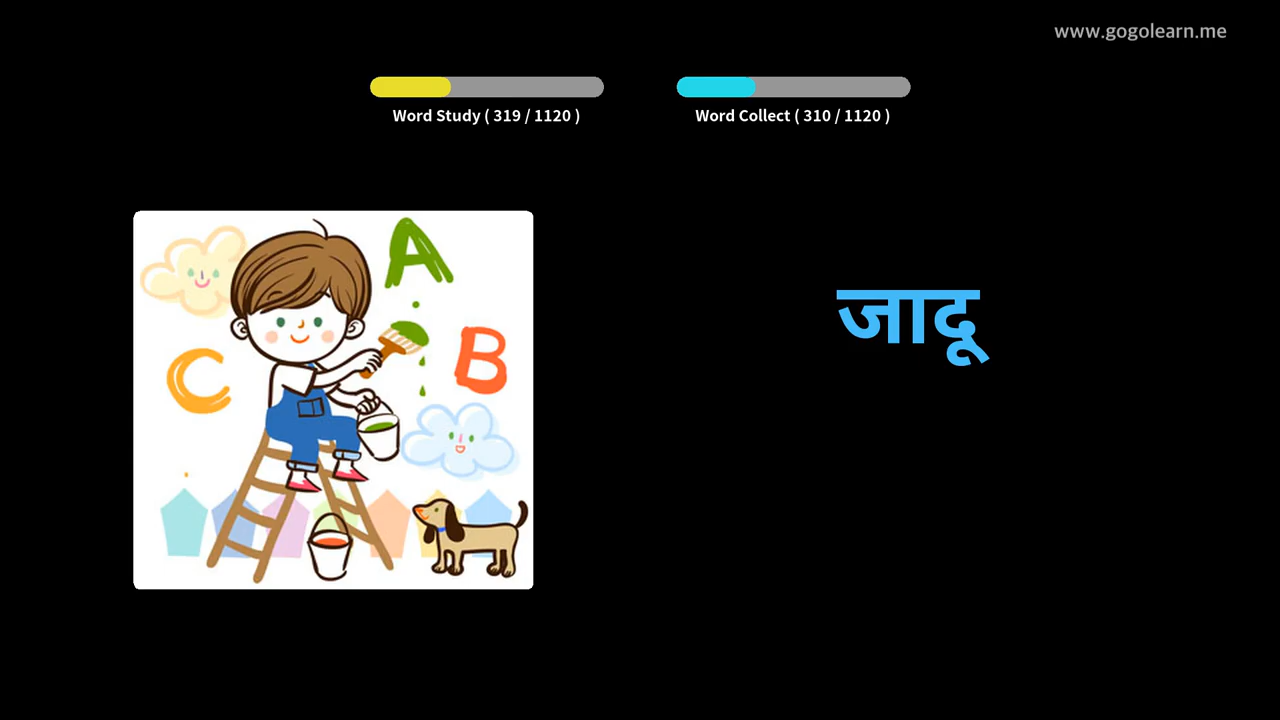 www.gogolearn.me
Word Study ( 319 / 1120 )
Word Collect ( 310 / 1120 )
A
B
C
जादू